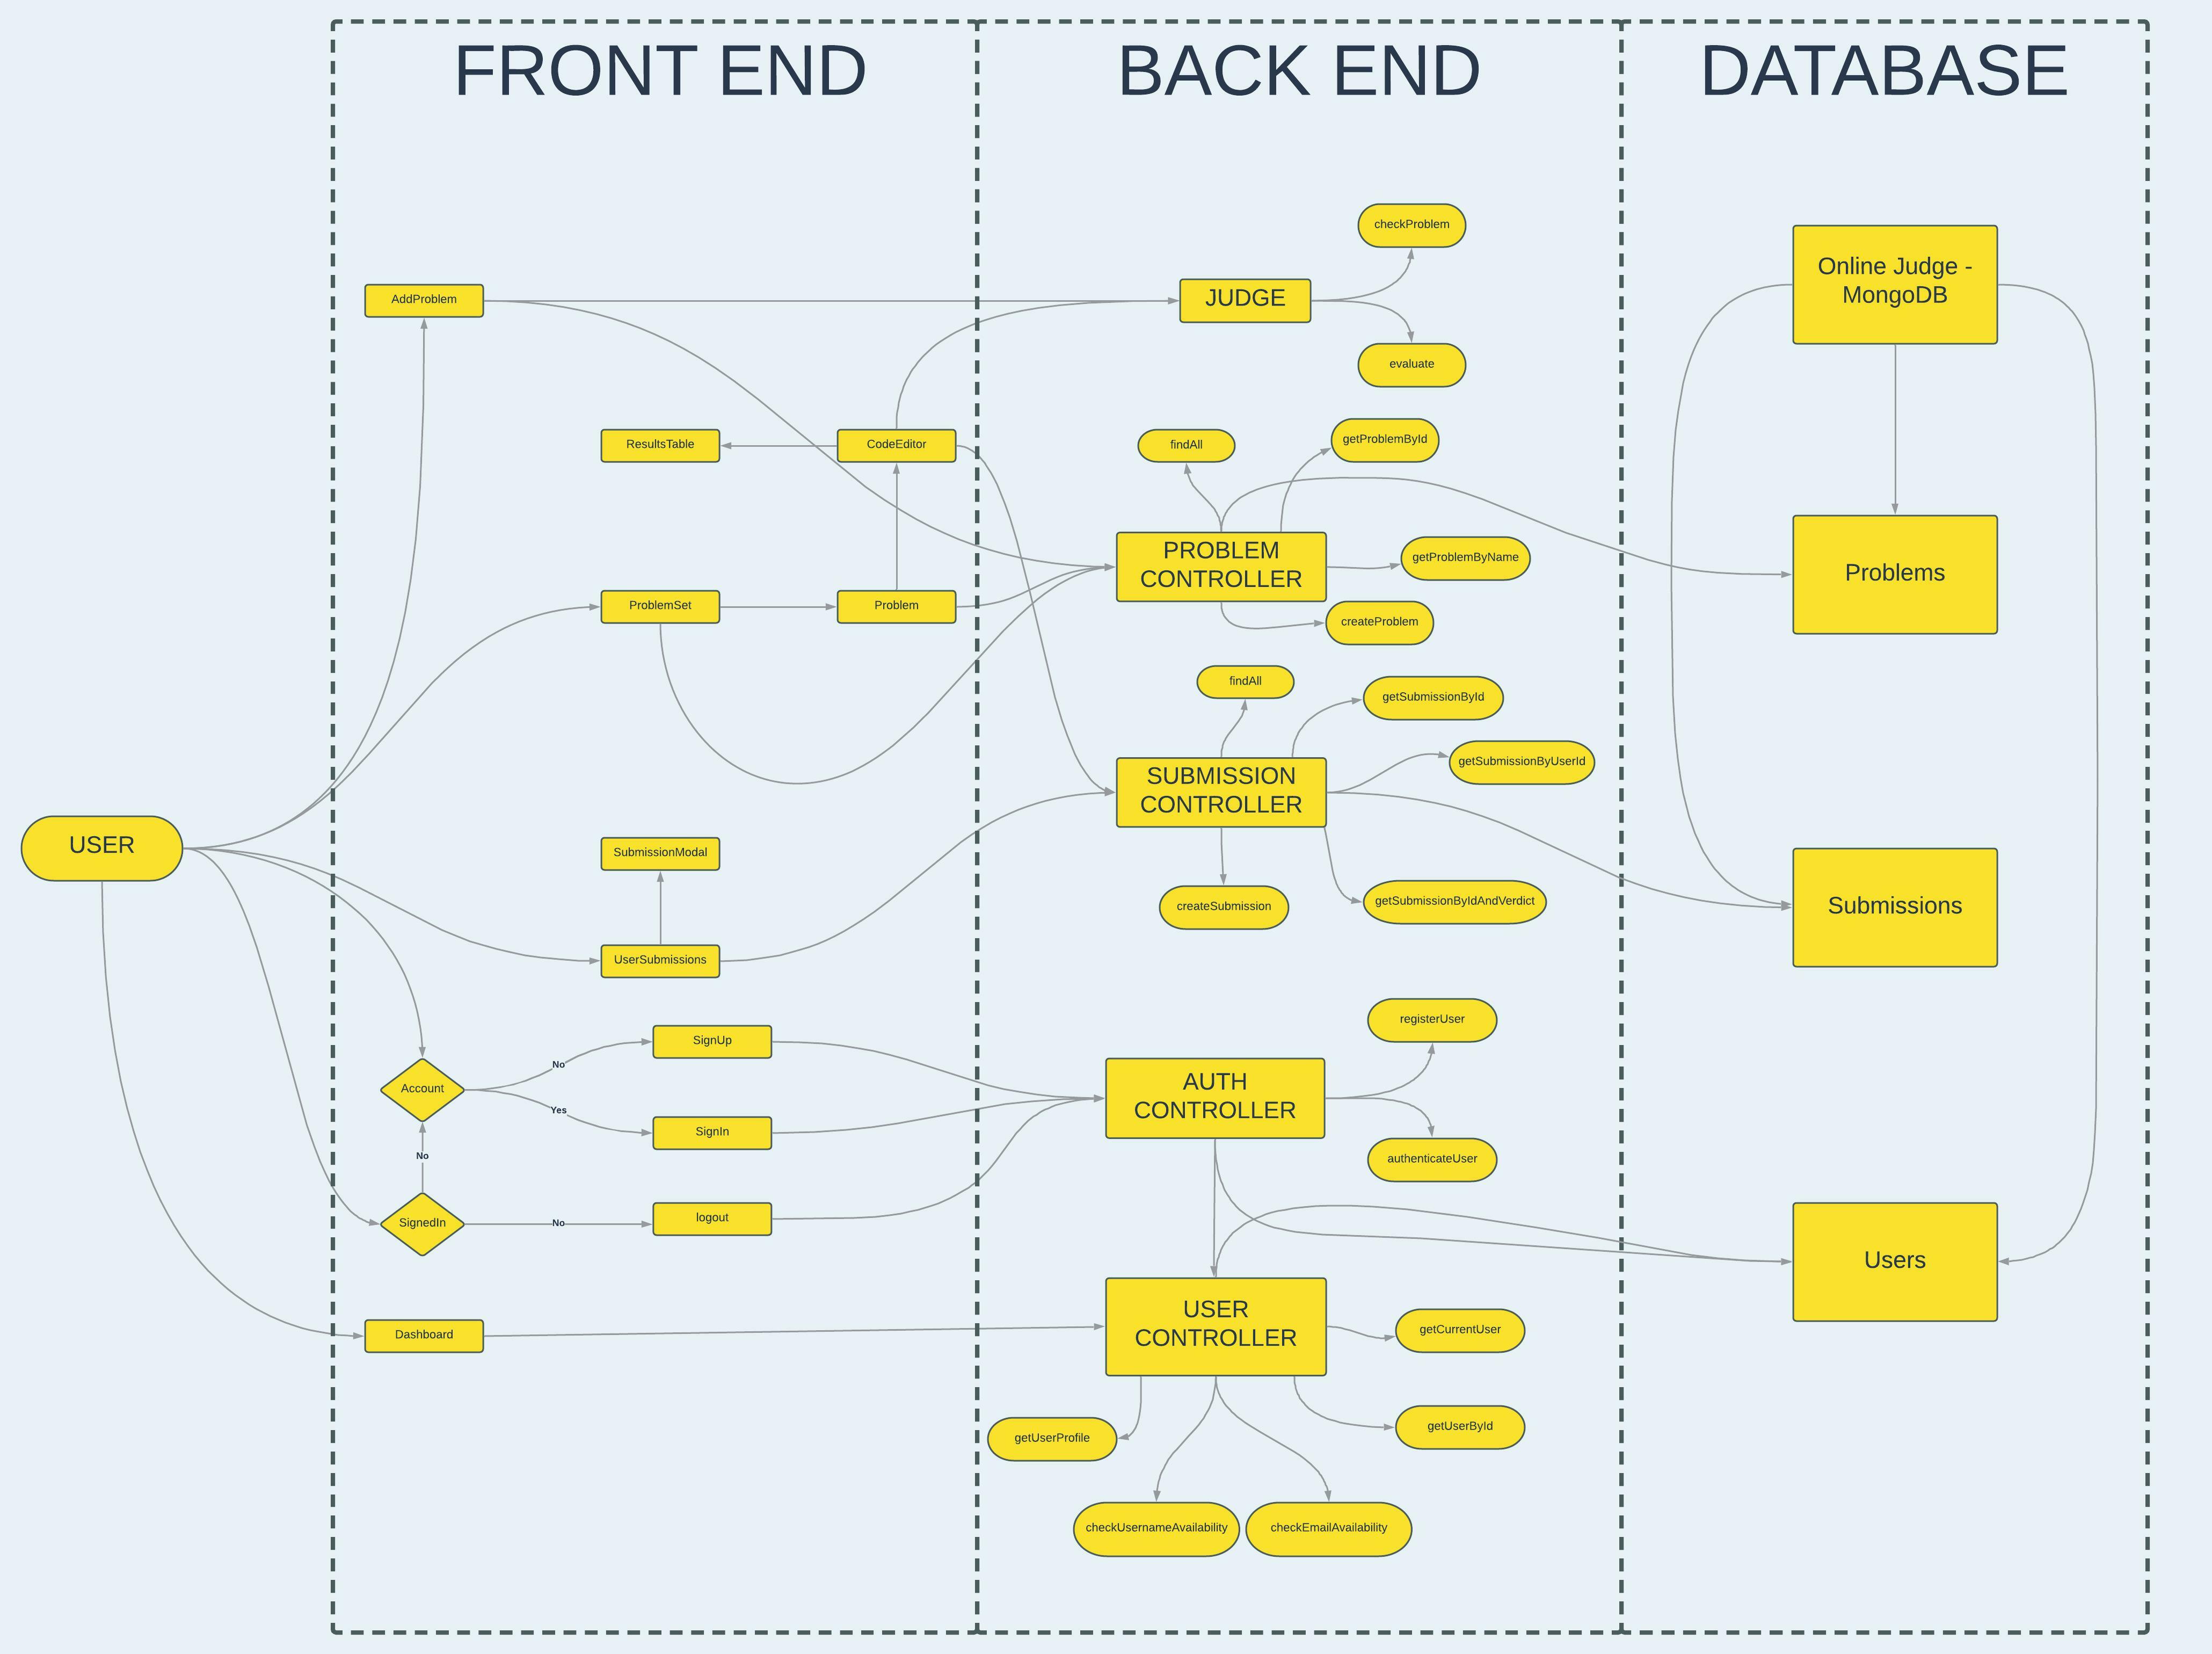 FRONT END
BACK END
DATABASE
checkProblem
Online Judge -
MongoDB
AddProblem
JUDGE
evaluate
ResultsTable
CodeEditor
findAll
getProblemById
PROBLEM
CONTROLLER
getProblemByName
Problems
ProblemSet
Problem
createProblem
findAll
getSubmissionById
SUBMISSION
CONTROLLER
getSubmissionByUserId
USER
SubmissionModal
createSubmission
getSubmissionByIdAndVerdict
Submissions
UserSubmissions
registerUser
SignUp
No
Account
AUTH
CONTROLLER
Yes
SignIn
No
authenticateUser
logout
SignedIn
No
Users
Dashboard
USER
CONTROLLER
getCurrentUser
getUserProfile
getUserById
checkUsernameAvailability
checkEmailAvailability